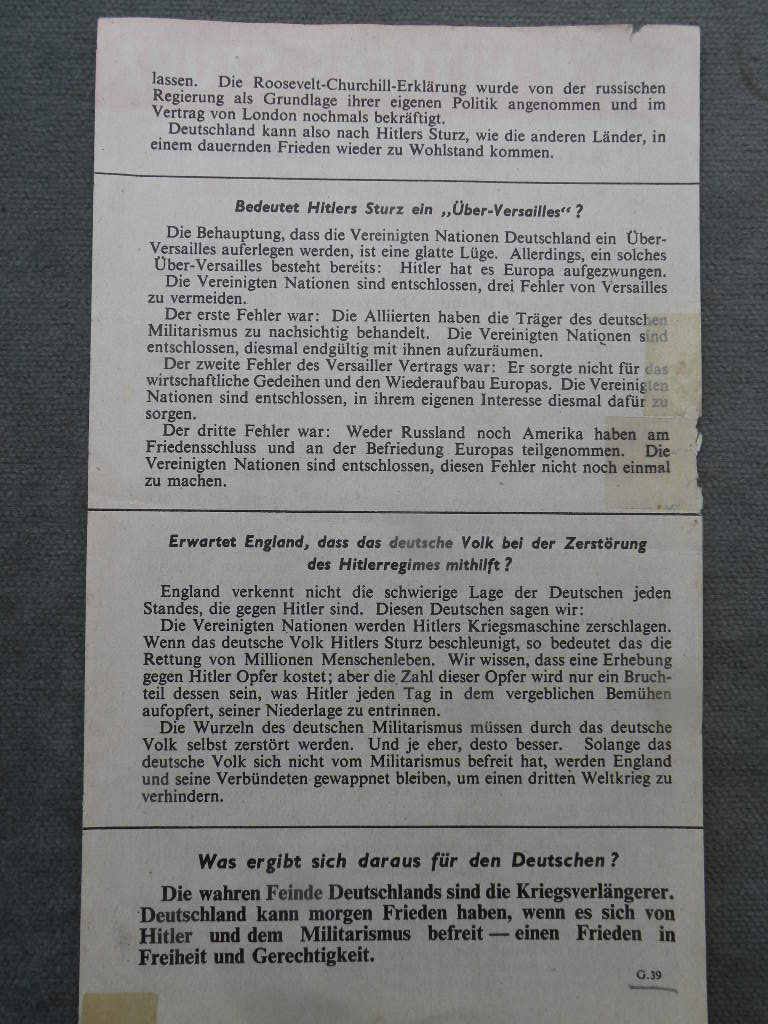 lassen. Die Roosevelt-Churchill-Erklärung wurde von der russischen
Regierung als Grundlage ihrer eigenen Politik angenommen und im
Vertrag von London nochmals bekräftigt.
Deutschland kann also nach Hitlers Sturz, wie die anderen Länder, in
einem dauernden Frieden wieder zu Wohlstand kommen.
Bedeutet Hitlers Sturz ein „Über-Versailles“?
Die Behauptung, dass die Vereinigten Nationen Deutschland ein Über-
Versailles auferlegen werden, ist eine glatte Lüge. Allerdings, ein solches
Über-Versailles besteht bereits: Hitler hat es Europa aufgezwungen.
Die Vereinigten Nationen sind entschlossen, drei Fehler von Versailles
zu vermeiden.
Der erste Fehler war: Die Alliierten haben die Träger des deutschen
Militarismus zu nachsichtig behandelt. Die Vereinigten Nationen sind
entschlossen, diesmal endgültig mit ihnen aufzuräumen.
Der zweite Fehler des Versailler Vertrags war: Er sorgte nicht für das
wirtschaftliche Gedeihen und den Wiederaufbau Europas. Die Vereinigten
Nationen sind entschlossen, in ihrem eigenen Interesse diesmal dafür zu
sorgen.
Der dritte Fehler war: Weder Russland noch Amerika haben am
Friedensschluss und an der Befriedung Europas teilgenommen. Die
Vereinigten Nationen sind entschlossen, diesen Fehler nicht noch einmal
zu machen.
Erwartet England, dass das deutsche Volk bei der Zerstörung
des Hitlerregimes mithilft?
England verkennt nicht die schwierige Lage der Deutschen jeden
Standes, die gegen Hitler sind. Diesen Deutschen sagen wir:
Die Vereinigten Nationen werden Hitlers Kriegsmaschine zerschlagen.
Wenn das deutsche Volk Hitlers Sturz beschleunigt, so bedeutet das die
Rettung von Millionen Menschenleben. Wir wissen, dass eine Erhebung
gegen Hitler Opfer kostet; aber die Zahl dieser Opfer wird nur ein Bruch-
teil dessen sein, was Hitler jeden Tag in dem vergeblichen Bemühen
aufopfert, seiner Niederlage zu entrinnen.
Die Wurzeln des deutschen Militarismus müssen durch das deutsche
Volk selbst zerstört werden. Und je eher, desto besser. Solange das
deutsche Volk sich nicht vom Militarismus befreit hat, werden England
und seine Verbündeten gewappnet bleiben, um einen dritten Weltkrieg zu
verhindern.
Was ergibt sich daraus für den Deutschen?
Die wahren Feinde Deutschlands sind die Kriegsverlängerer.
Deutschland kann morgen Frieden haben, wenn es sich von
Hitler und dem Militarismus befreit — einen Frieden in
Freiheit und Gerechtigkeit.
G.39